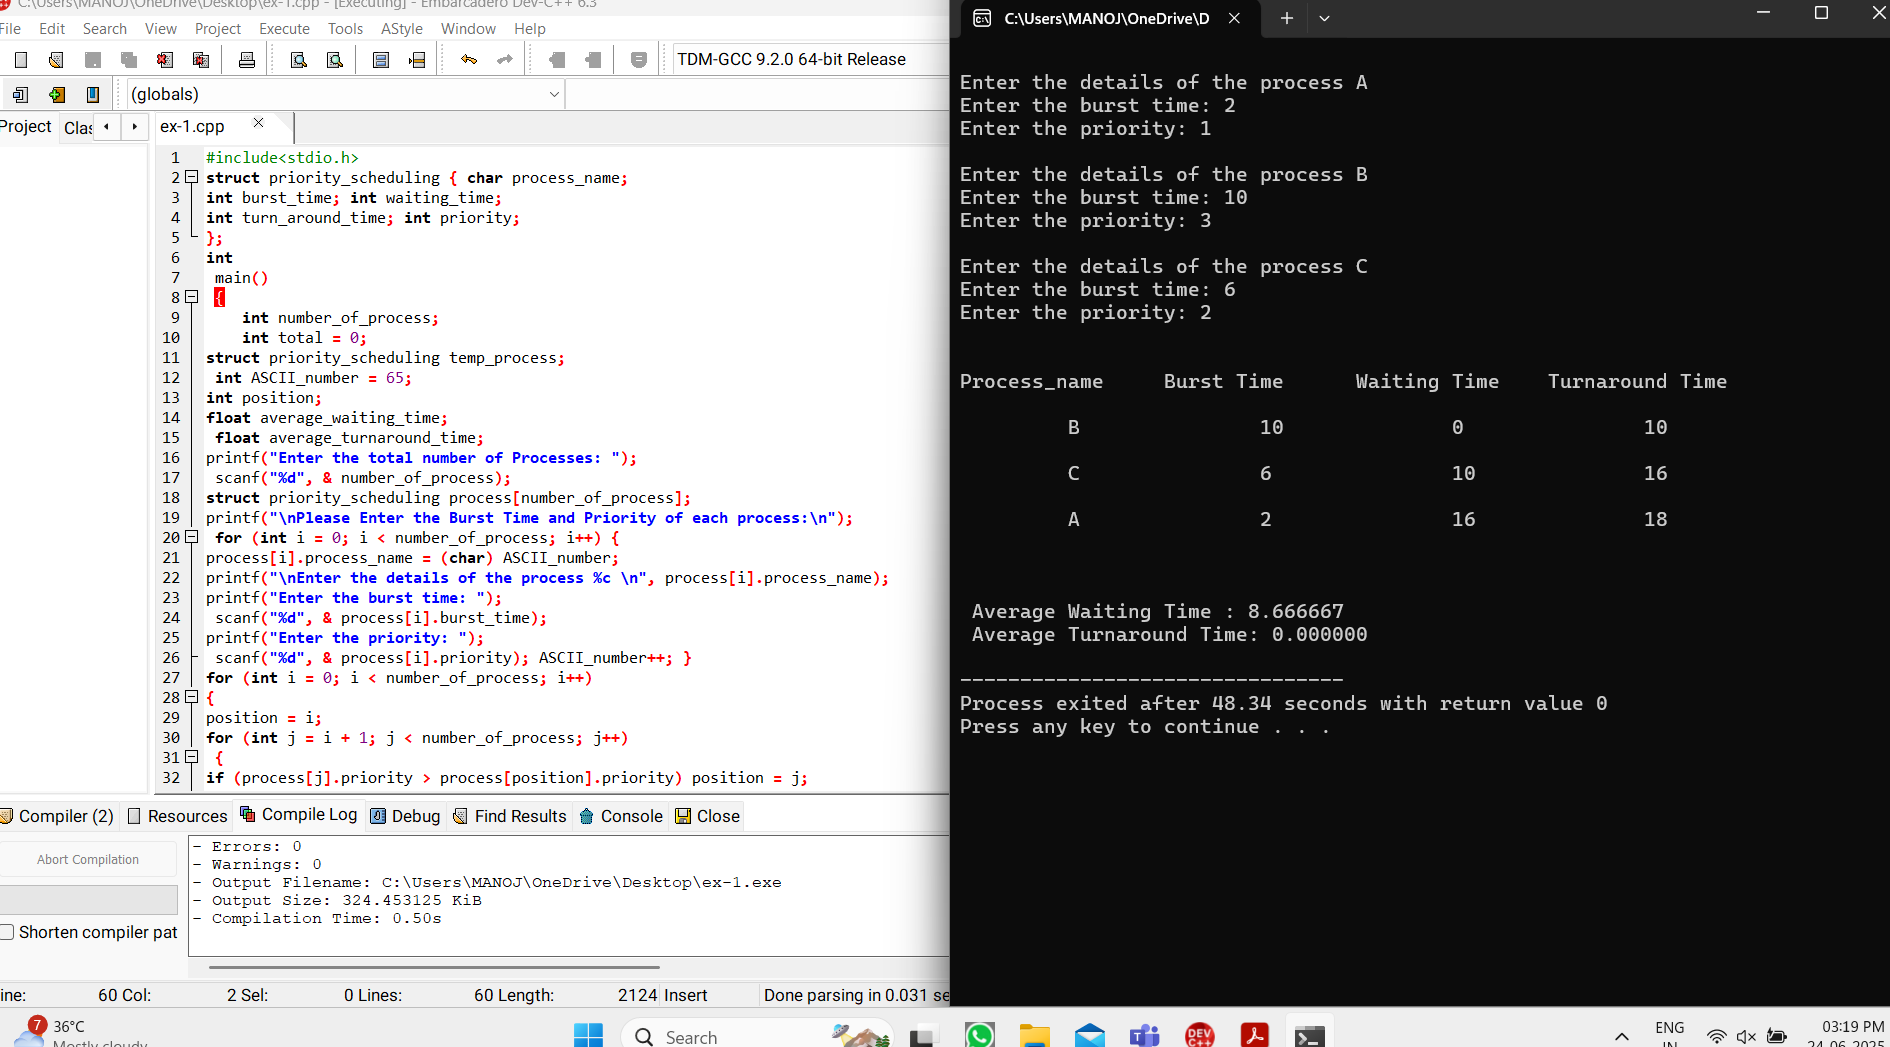 C:\Users\MANOJ\OneDrive\Desktop\ex-1.cpp - [Executing] - Embarcadero Dev-C++ 6.3
File Edit Search View Project Execute Tools AStyle Window Help
TDM-GCC 9.2.0 64-bit Release
(globals)
Project Clas ex-1.cpp
1 #include<stdio.h>
2 struct priority_scheduling { char process_name;
3 int burst_time; int waiting_time;
4 int turn_around_time; int priority;
5 };
6 int
7 main()
8 {
9 int number_of_process;
10 int total = 0;
11 struct priority_scheduling temp_process;
12 int ASCII_number = 65;
13 int position;
14 float average_waiting_time;
15 float average_turnaround_time;
16 printf("Enter the total number of Processes: ");
17 scanf("%d", & number_of_process);
18 struct priority_scheduling process[number_of_process];
19 printf("\nPlease Enter the Burst Time and Priority of each process:\n");
20 for (int i = 0; i < number_of_process; i++) {
21 process[i].process_name = (char) ASCII_number;
22 printf("\nEnter the details of the process %c \n", process[i].process_name);
23 printf("Enter the burst time: ");
24 scanf("%d", & process[i].burst_time);
25 printf("Enter the priority: ");
26 scanf("%d", & process[i].priority); ASCII_number++; }
27 for (int i = 0; i < number_of_process; i++)
28 {
29 position = i;
30 for (int j = i + 1; j < number_of_process; j++)
31 {
32 if (process[j].priority > process[position].priority) position = j;
Compiler (2) Resources Compile Log Debug Find Results Console Close
Abort Compilation
Shorten compiler pat
- Errors: 0
- Warnings: 0
- Output Filename: C:\Users\MANOJ\OneDrive\Desktop\ex-1.exe
- Output Size: 324.453125 KiB
- Compilation Time: 0.50s
ine: 60 Col: 2 Sel: 0 Lines: 60 Length: 2124 Insert Done parsing in 0.031 se
C:\Users\MANOJ\OneDrive\D
Enter the details of the process A
Enter the burst time: 2
Enter the priority: 1
Enter the details of the process B
Enter the burst time: 10
Enter the priority: 3
Enter the details of the process C
Enter the burst time: 6
Enter the priority: 2
Process_name Burst Time Waiting Time Turnaround Time
B 10 0 10
C 6 10 16
A 2 16 18
Average Waiting Time : 8.666667
Average Turnaround Time: 0.000000
--------------------------------
Process exited after 48.34 seconds with return value 0
Press any key to continue . . .
7 36°C
Mostly cloudy
Search
DEV C++
ENG
IN
03:19 PM
24-06-2025